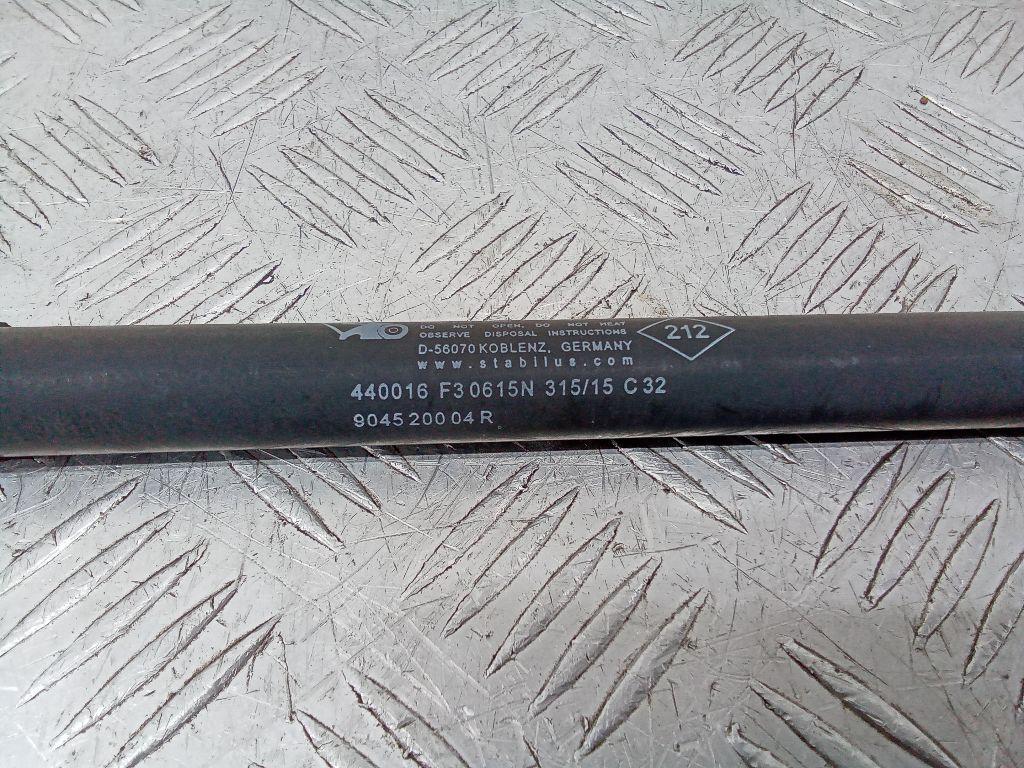 DO NOT OPEN, DO NOT HEAT
OBSERVE DISPOSAL INSTRUCTIONS
D-56070 KOBLENZ, GERMANY
www.stabilus.com
212
440016 F3 0615N 315/15 C 32
9045 200 04 R